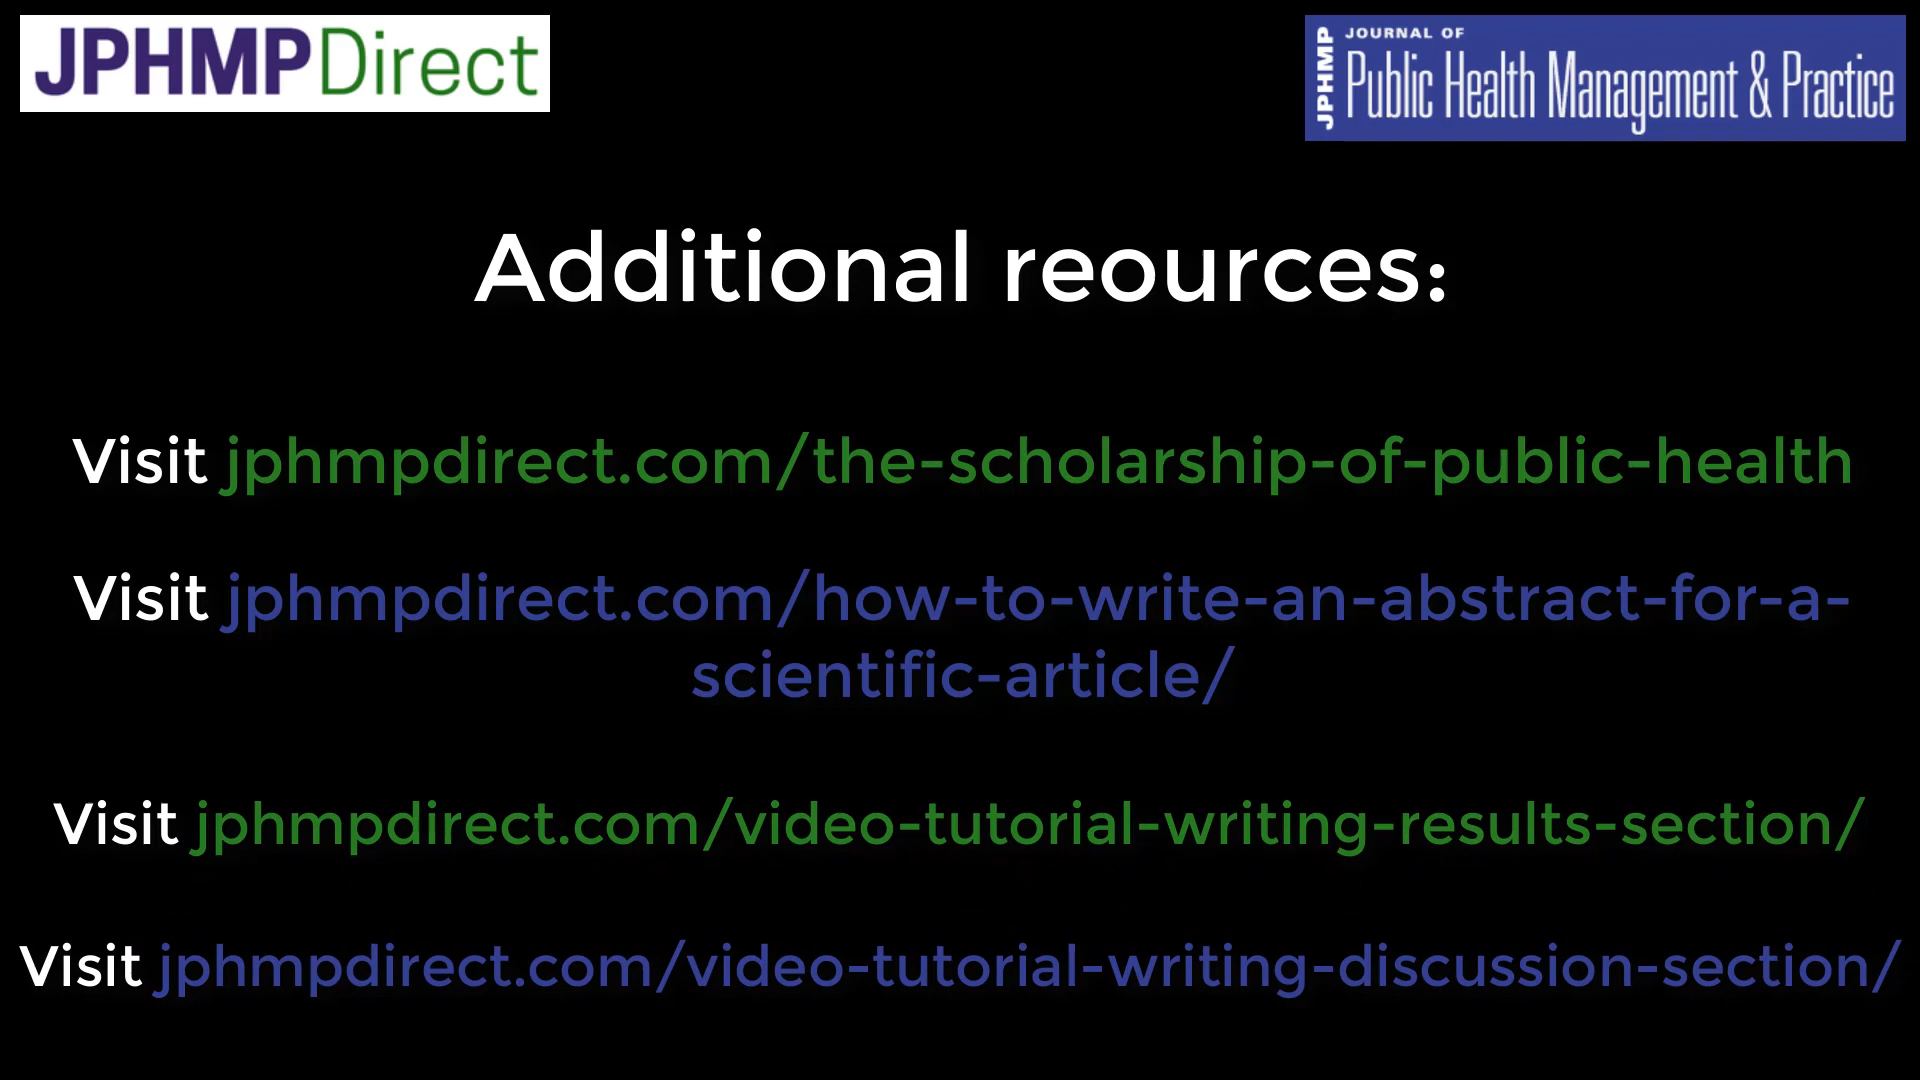 JPHMPDirect
JPHMP
JOURNAL OF
Public Health Management & Practice
Additional reources:
Visit jphmpdirect.com/the-scholarship-of-public-health
Visit jphmpdirect.com/how-to-write-an-abstract-for-a-
scientific-article/
Visit jphmpdirect.com/video-tutorial-writing-results-section/
Visit jphmpdirect.com/video-tutorial-writing-discussion-section/